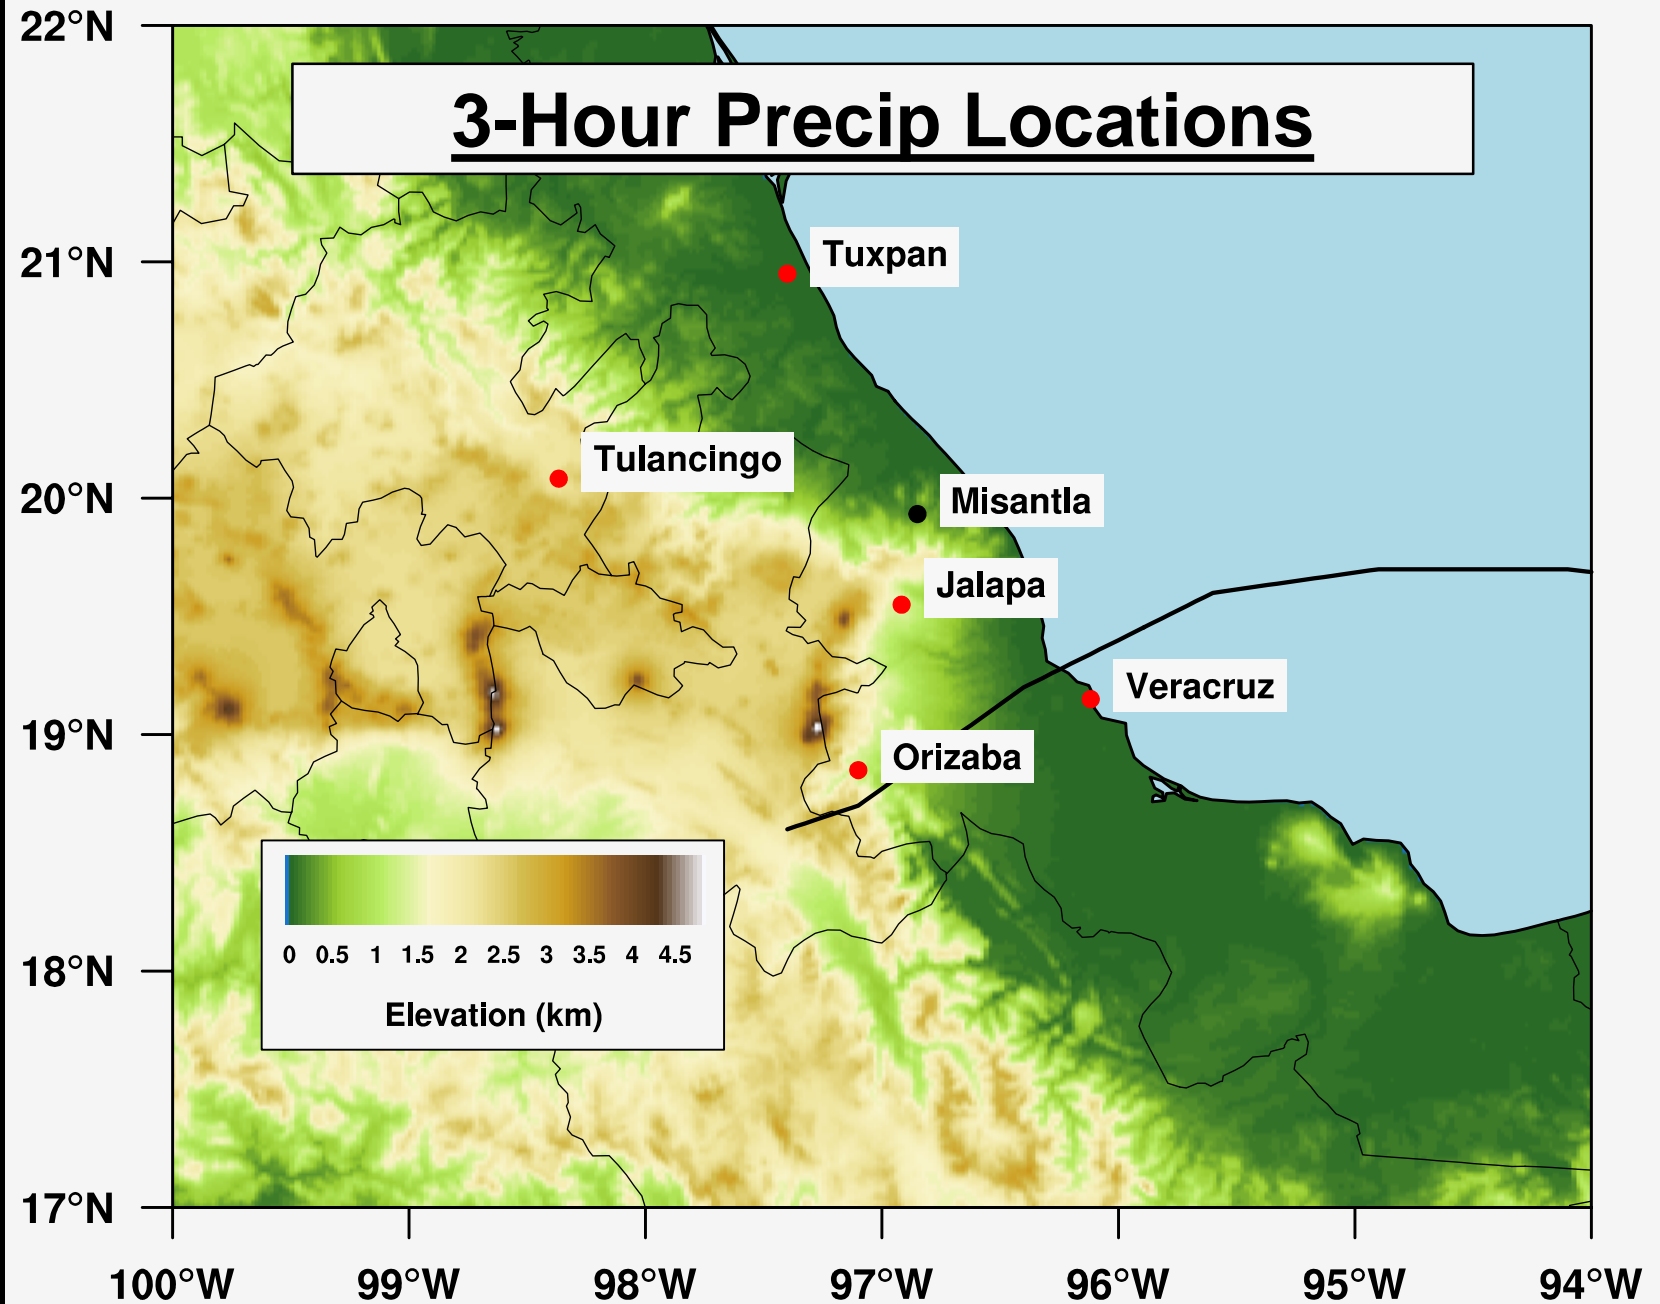 22°N
3-Hour Precip Locations
21°N
Tuxpan
Tulancingo
20°N
Misantla
Jalapa
Veracruz
19°N
Orizaba
0 0.5 1 1.5 2 2.5 3 3.5 4 4.5
18°N
Elevation (km)
17°N
100°W 99°W 98°W 97°W 96°W 95°W 94°W